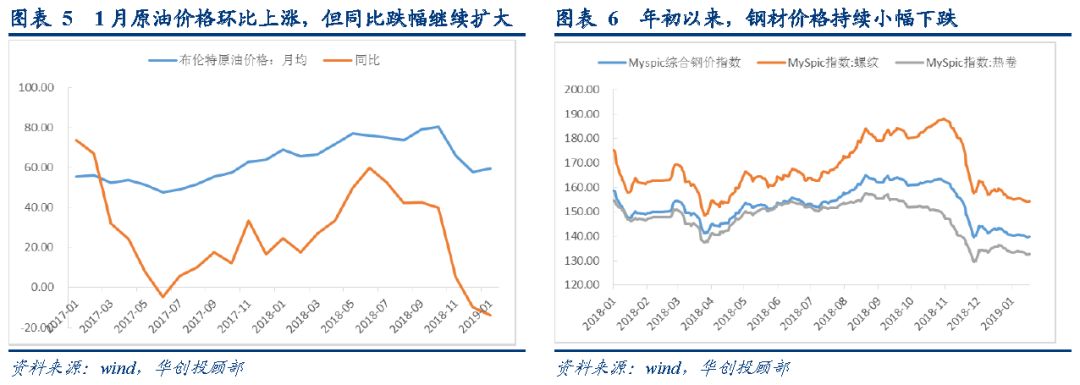 图表 5 1月原油价格环比上涨，但同比跌幅继续扩大
布伦特原油价格：月均 同比
100.00
80.00
60.00
40.00
20.00
0.00
-20.00
2017-01 2017-03 2017-05 2017-07 2017-09 2017-11 2018-01 2018-03 2018-05 2018-07 2018-09 2018-11 2019-01
资料来源：wind，华创投顾部
图表 6 年初以来，钢材价格持续小幅下跌
Myspic综合钢价指数 MySpic指数:螺纹 MySpic指数:热卷
200.00
190.00
180.00
170.00
160.00
150.00
140.00
130.00
120.00
2018-01 2018-02 2018-03 2018-04 2018-05 2018-06 2018-07 2018-08 2018-09 2018-10 2018-11 2018-12 2019-01
资料来源：wind，华创投顾部